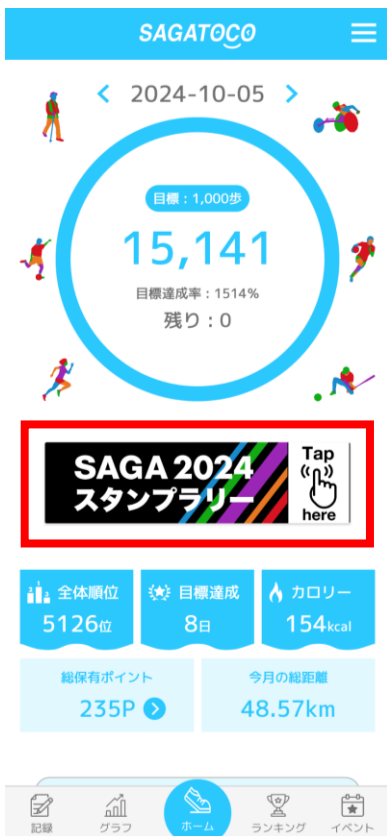 SAGATOCO
2024-10-05
目標：1,000歩
15,141
目標達成率：1514%
残り：0
SAGA 2024
スタンプラリー
Tap
here
全体順位
5126位
目標達成
8日
カロリー
154kcal
総保有ポイント
235P
今月の総距離
48.57km
記録
グラフ
ホーム
ランキング
イベント